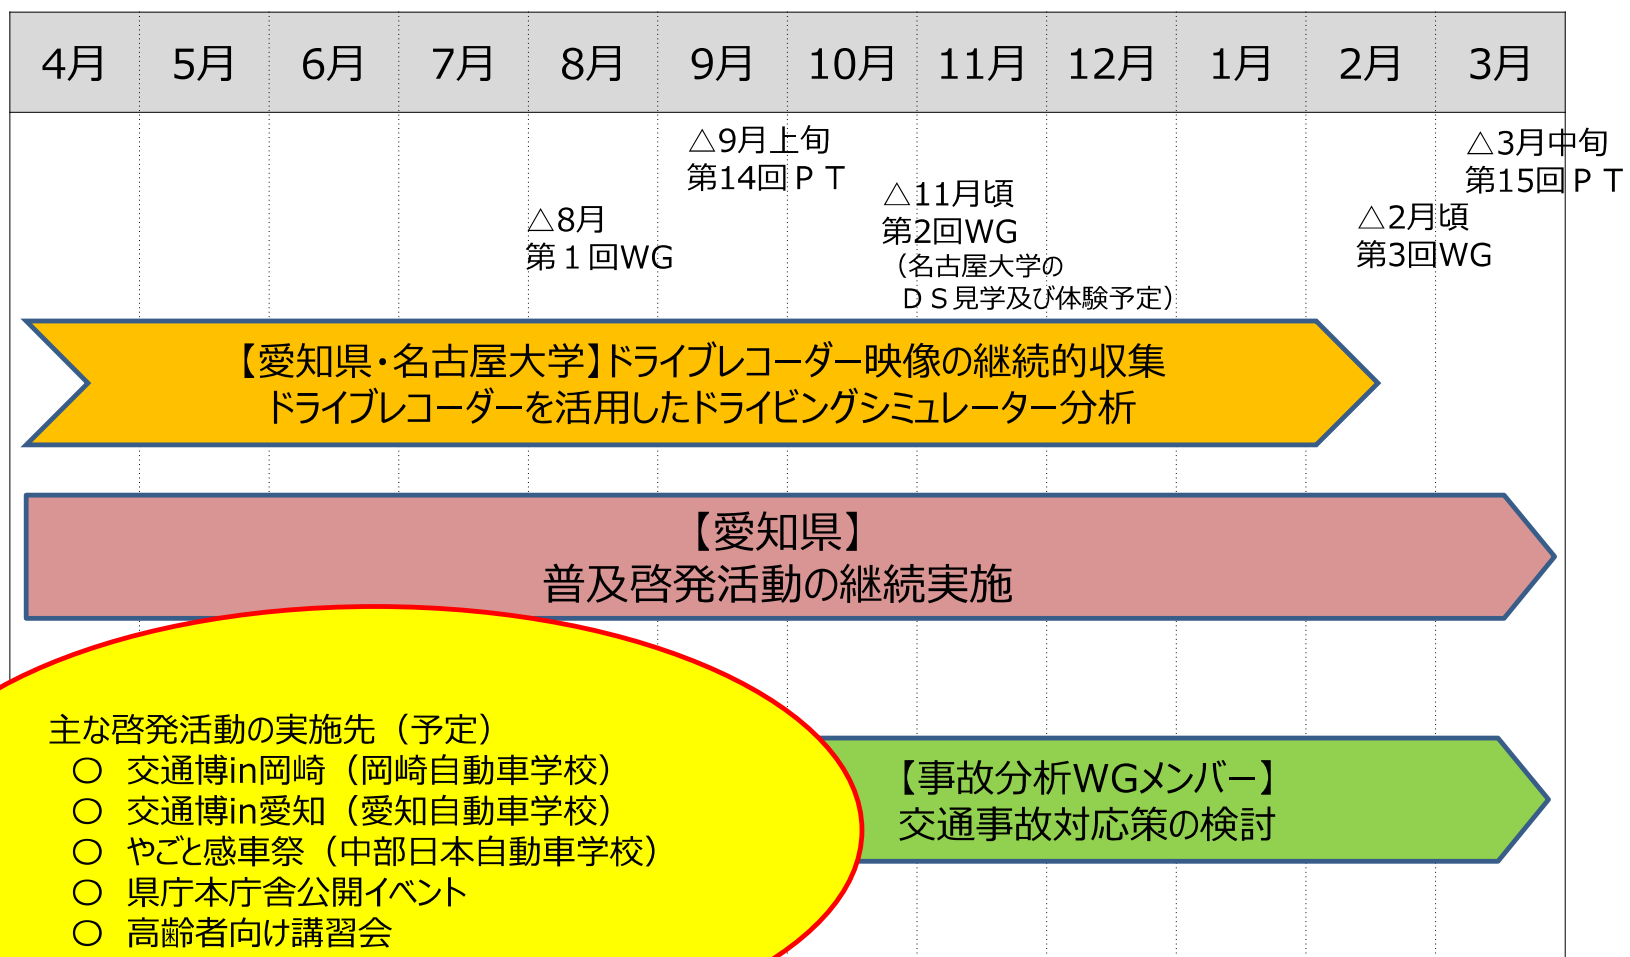 4月 5月 6月 7月 8月 9月 10月 11月 12月 1月 2月 3月
△9月上旬
第14回ＰＴ
△3月中旬
第15回ＰＴ
△11月頃
第2回WG
（名古屋大学の
ＤＳ見学及び体験予定）
△8月
第１回WG
△2月頃
第3回WG
【愛知県・名古屋大学】ドライブレコーダー映像の継続的収集
ドライブレコーダーを活用したドライビングシミュレーター分析
【愛知県】
普及啓発活動の継続実施
主な啓発活動の実施先（予定）
〇 交通博in岡崎（岡崎自動車学校）
〇 交通博in愛知（愛知自動車学校）
〇 やごと感車祭（中部日本自動車学校）
〇 県庁本庁舎公開イベント
〇 高齢者向け講習会
【事故分析WGメンバー】
交通事故対応策の検討